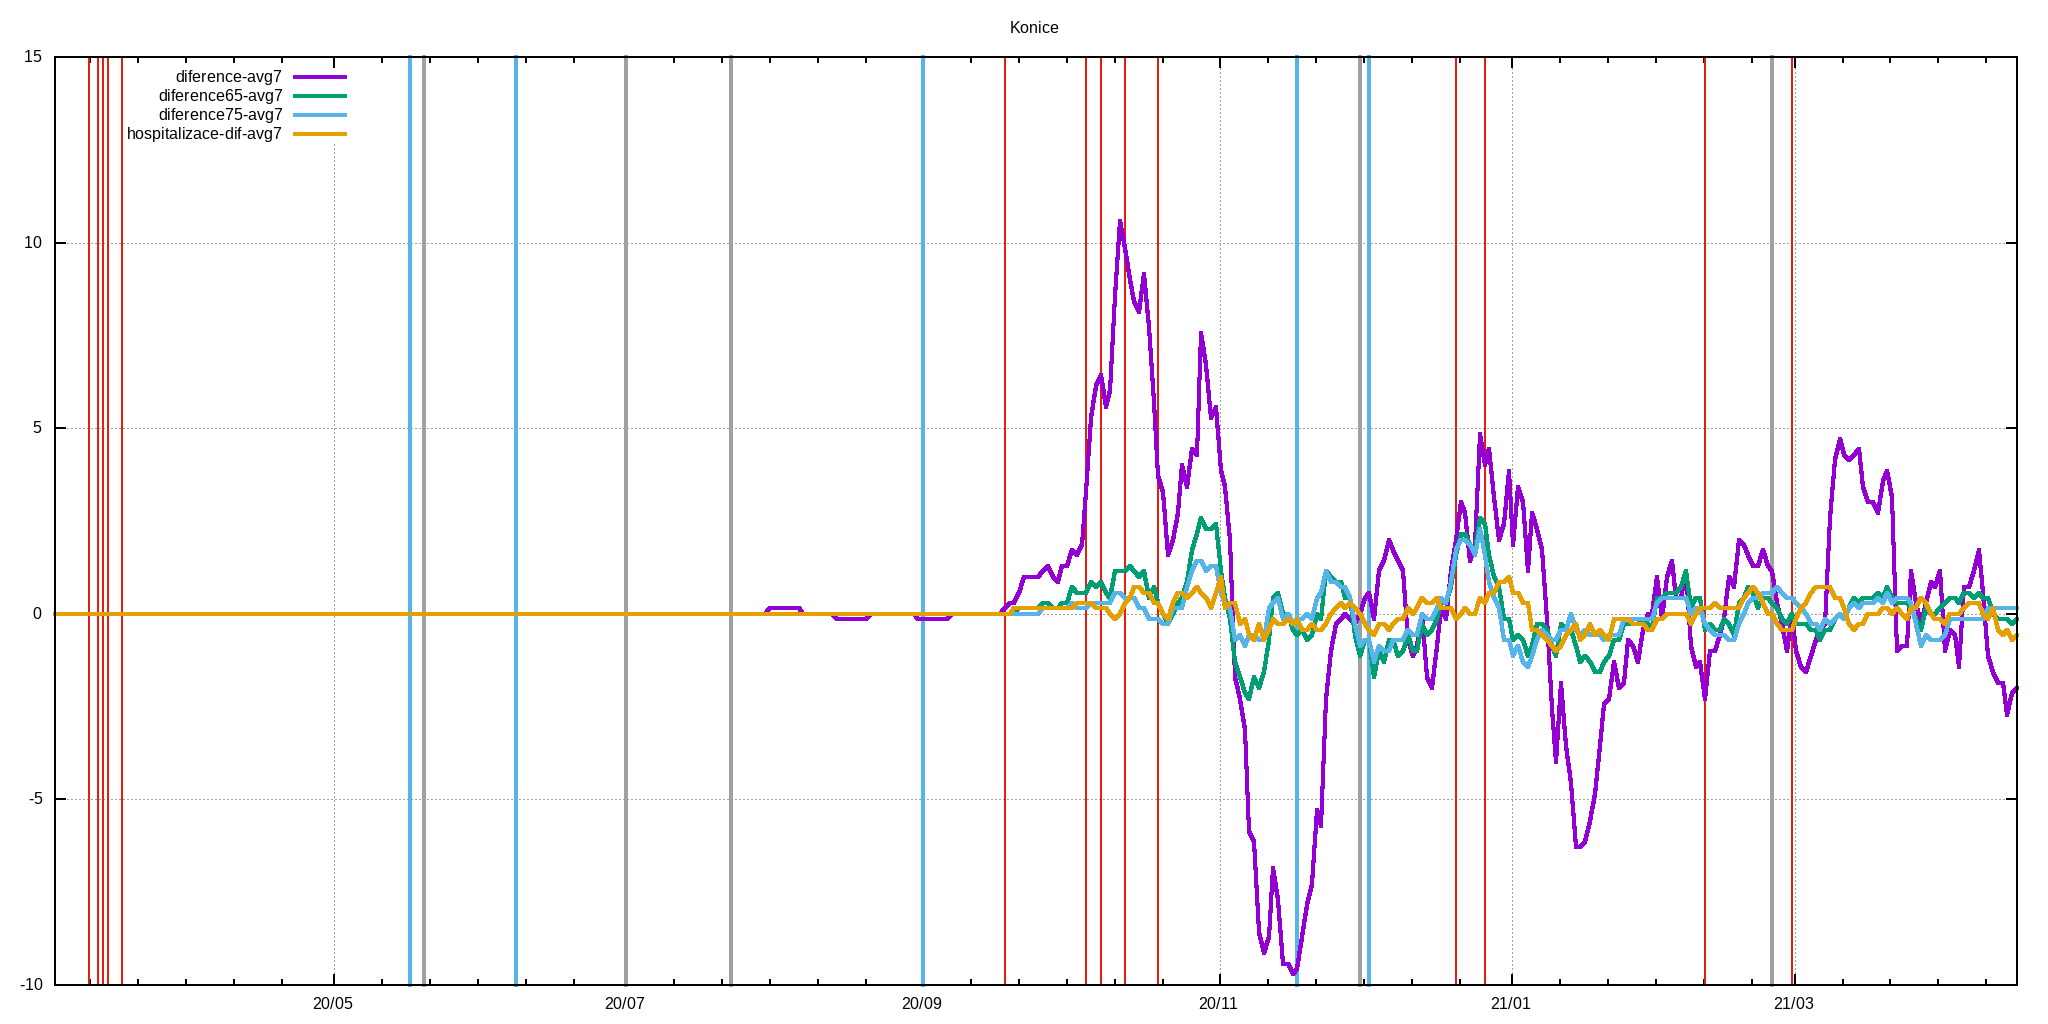 Konice
15
diference-avg7
diference65-avg7
diference75-avg7
hospitalizace-dif-avg7
10
5
0
-5
-10
20/05 20/07 20/09 20/11 21/01 21/03